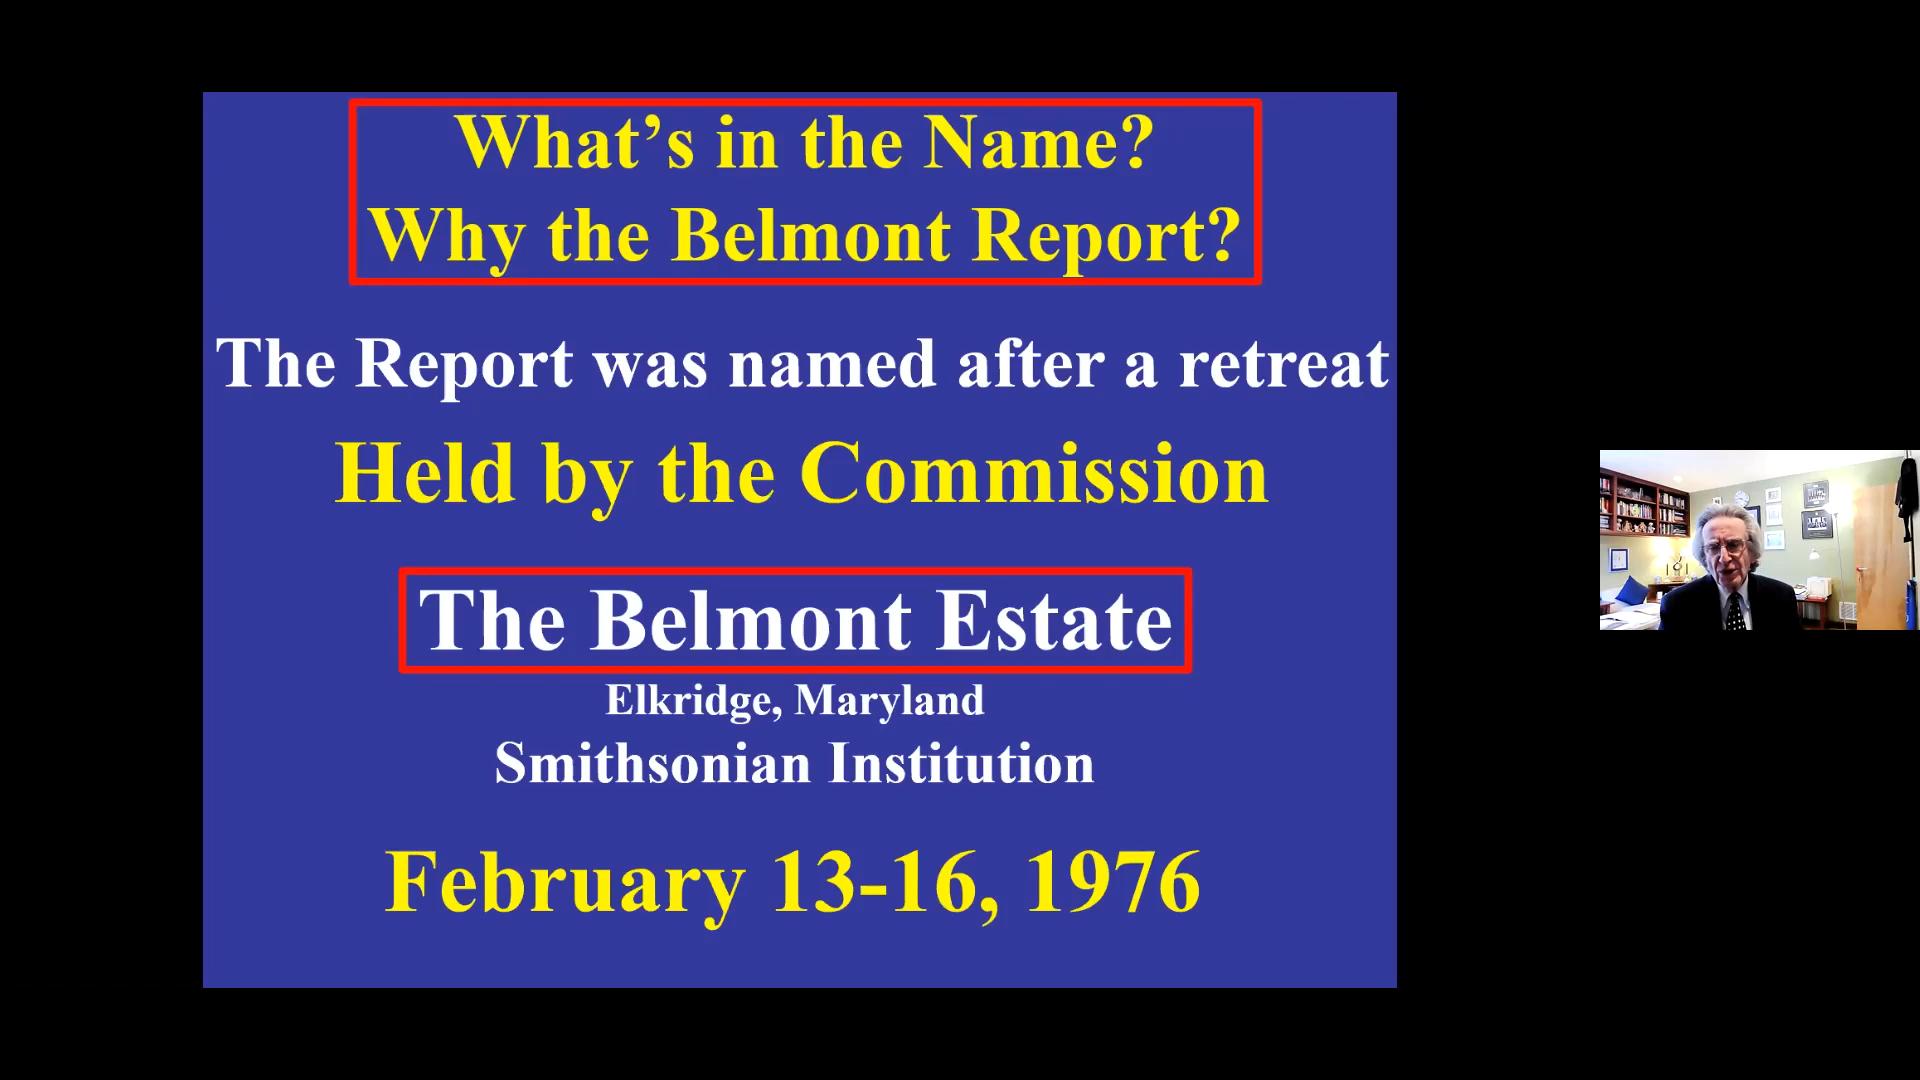 What’s in the Name?
Why the Belmont Report?
The Report was named after a retreat
Held by the Commission
The Belmont Estate
Elkridge, Maryland
Smithsonian Institution
February 13-16, 1976